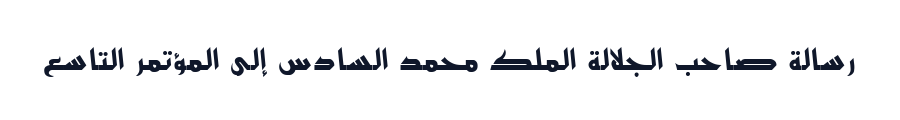 رسالة صاحب الجلالة الملك محمد السادس إلى المؤتمر التاسع